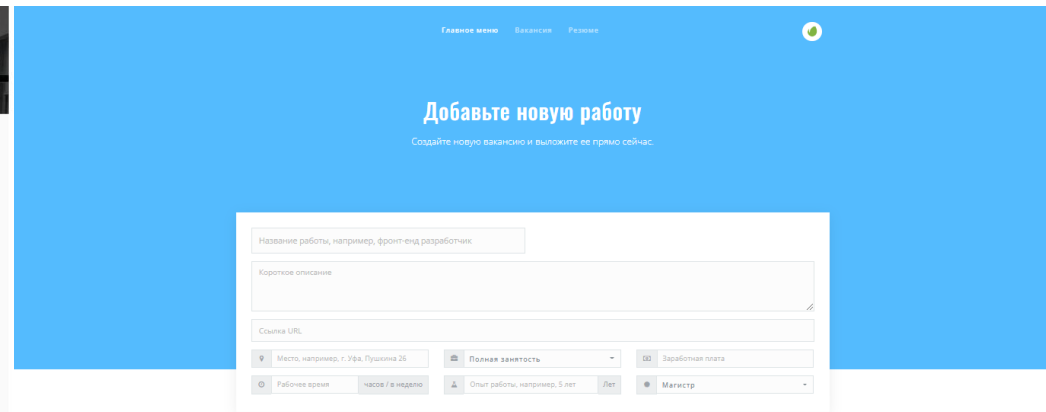 Главное меню Вакансия Резюме
Добавьте новую работу
Создайте новую вакансию и выложите ее прямо сейчас.
Название работы, например, фронт-енд разработчик
Короткое описание
Ссылка URL
Место, например, г. Уфа, Пушкина 26 Полная занятость Заработная плата
Рабочее время часов / в неделю Опыт работы, например, 5 лет Лет Магистр